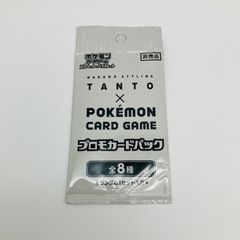 ポケモン
カードゲーム
非売品
NAKANO STYLING
TANTO
×
POKÉMON
CARD GAME
プロモカードパック
全8種